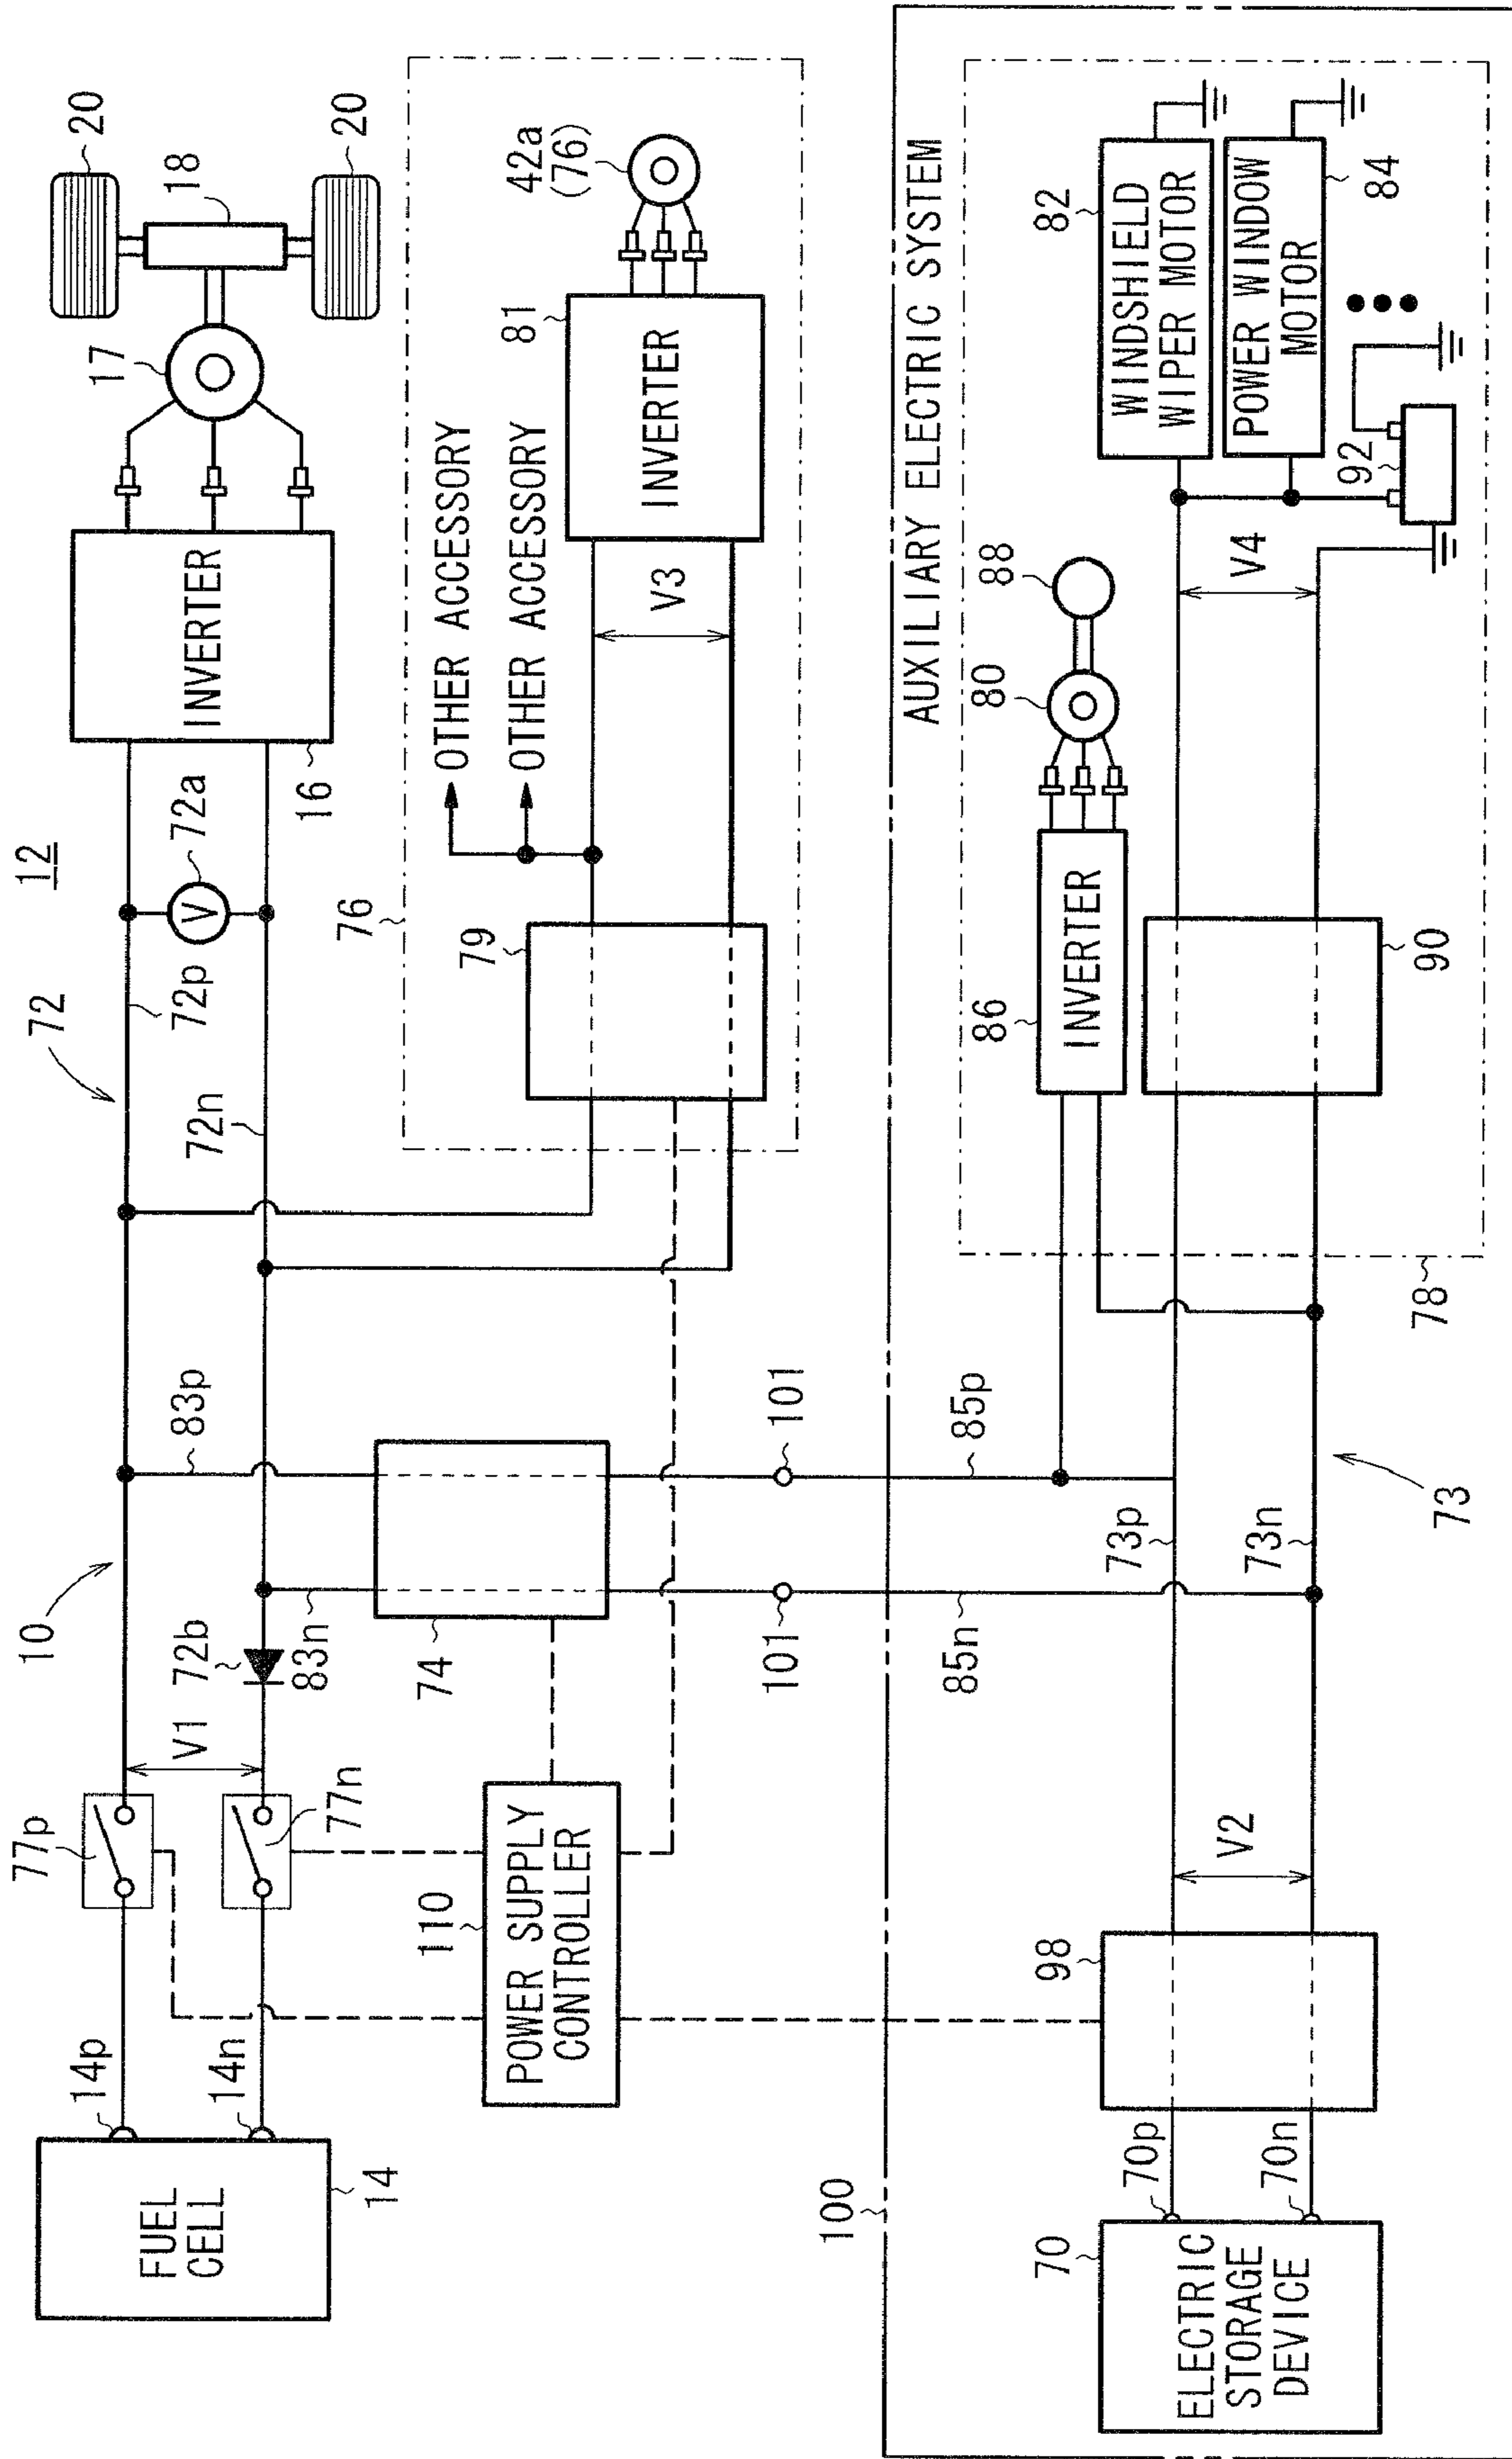 12
10
72
77p
V1
72b
83n
83p
72p
72n
72a
INVERTER
16
17
18
20
20
FUEL
CELL
14
14p
14n
77n
110
POWER SUPPLY
CONTROLLER
74
101
101
76
79
OTHER ACCESSORY
OTHER ACCESSORY
V3
INVERTER
81
42a
(76)
100
AUXILIARY ELECTRIC SYSTEM
70
ELECTRIC
STORAGE
DEVICE
70p
70n
98
V2
85n
85p
73p
73n
73
78
86
INVERTER
80
88
90
V4
82
WINDSHIELD
WIPER MOTOR
POWER WINDOW
MOTOR
84
92
V